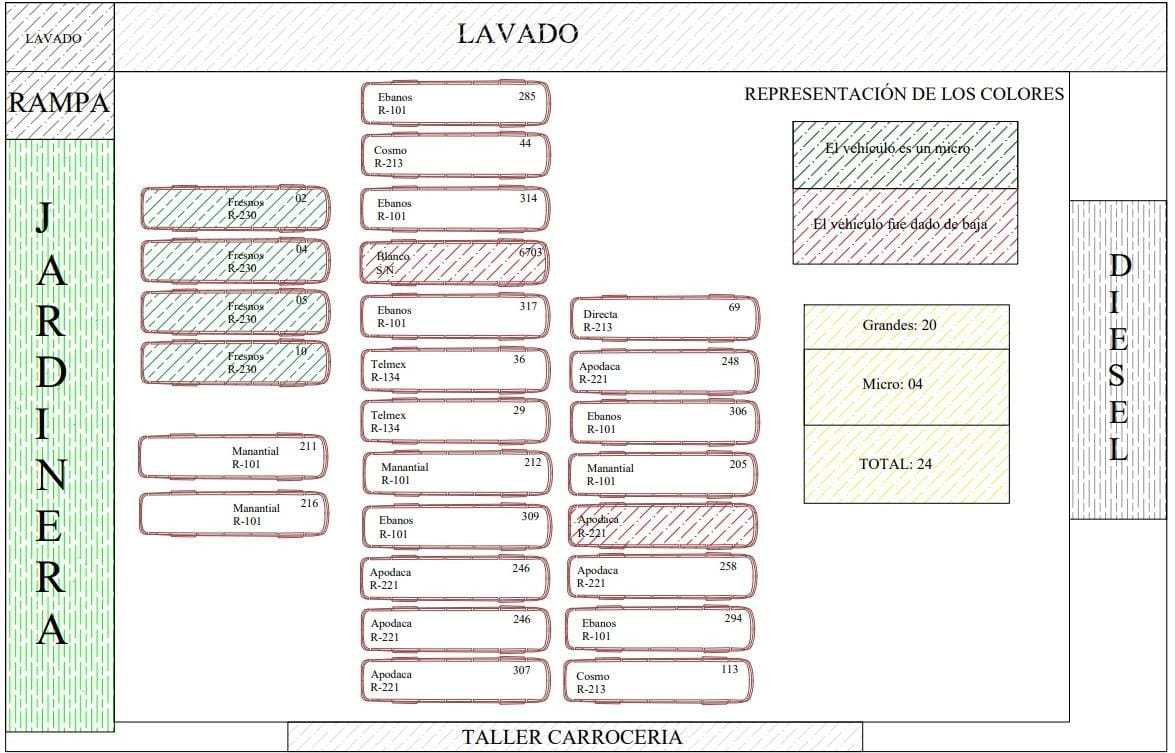 LAVADO
LAVADO
RAMPA
JARDINERA
Fresnos 02
R-230
Fresnos 04
R-230
Fresnos 05
R-230
Fresnos 10
R-230
Manantial 211
R-101
Manantial 216
R-101
Ebanos 285
R-101
Cosmo 44
R-213
Ebanos 314
R-101
Blanco 6703
S/N
Ebanos 317
R-101
Telmex 36
R-134
Telmex 29
R-134
Manantial 212
R-101
Ebanos 309
R-101
Apodaca 246
R-221
Apodaca 246
R-221
Apodaca 307
R-221
Directa 69
R-213
Apodaca 248
R-221
Ebanos 306
R-101
Manantial 205
R-101
Apodaca
R-221
Apodaca 258
R-221
Ebanos 294
R-101
Cosmo 113
R-213
REPRESENTACIÓN DE LOS COLORES
El vehiculo es un micro
El vehiculo fue dado de baja
Grandes: 20
Micro: 04
TOTAL: 24
DIESEL
TALLER CARROCERIA